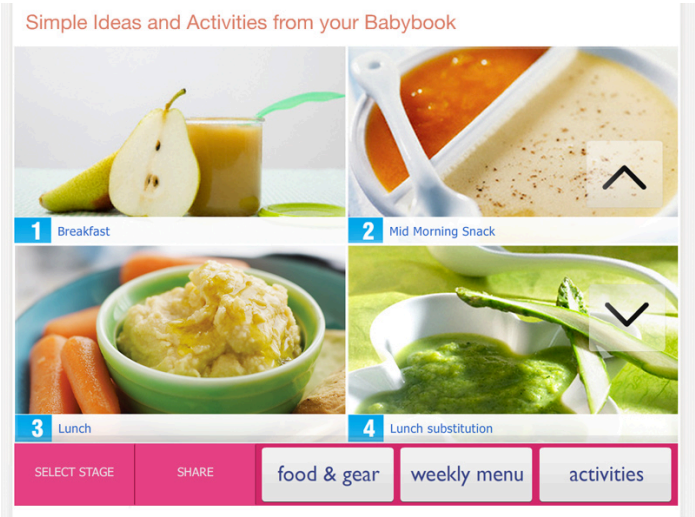 Simple Ideas and Activities from your Babybook
1 Breakfast
2 Mid Morning Snack
3 Lunch
4 Lunch substitution
SELECT STAGE
SHARE
food & gear
weekly menu
activities